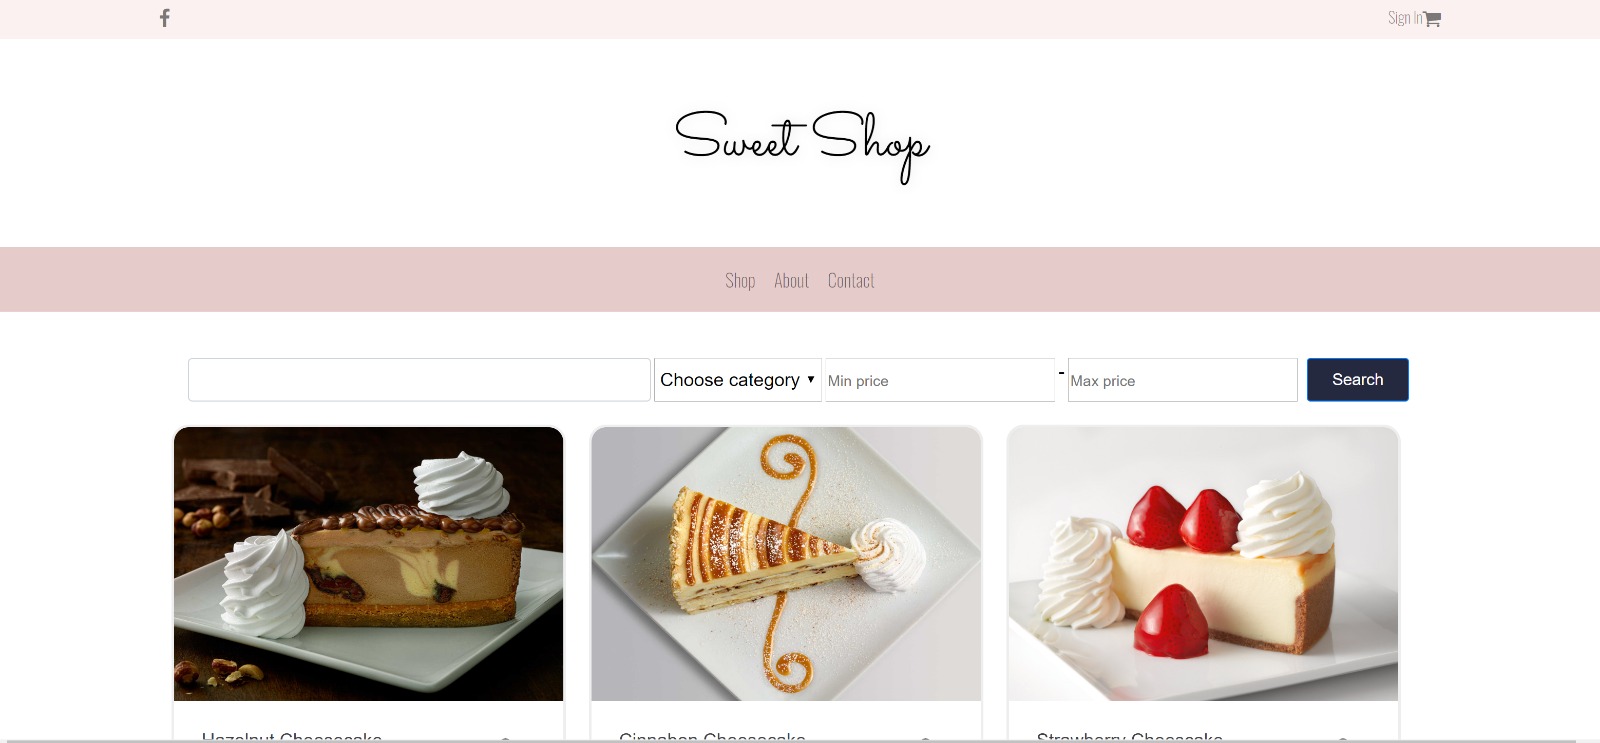 Sign In
Sweet Shop
Shop About Contact
Choose category Min price - Max price Search
Hazelnut Cheesecake Cinnabon Cheesecake Strawberry Cheesecake